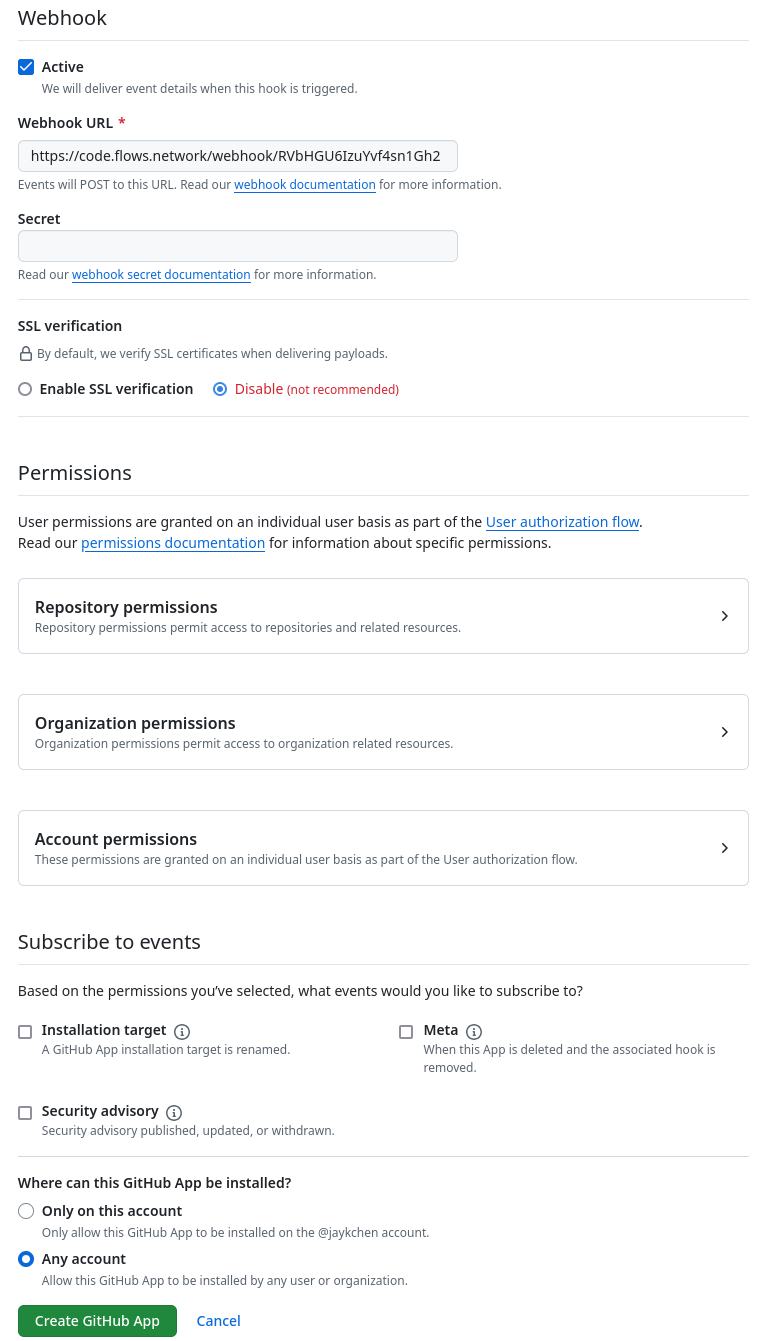 Webhook
Active
We will deliver event details when this hook is triggered.
Webhook URL *
https://code.flows.network/webhook/RVbHGU6IzuYvf4sn1Gh2
Events will POST to this URL. Read our webhook documentation for more information.
Secret
Read our webhook secret documentation for more information.
SSL verification
By default, we verify SSL certificates when delivering payloads.
Enable SSL verification Disable (not recommended)
Permissions
User permissions are granted on an individual user basis as part of the User authorization flow.
Read our permissions documentation for information about specific permissions.
Repository permissions
Repository permissions permit access to repositories and related resources.
Organization permissions
Organization permissions permit access to organization related resources.
Account permissions
These permissions are granted on an individual user basis as part of the User authorization flow.
Subscribe to events
Based on the permissions you’ve selected, what events would you like to subscribe to?
Installation target
A GitHub App installation target is renamed.
Meta
When this App is deleted and the associated hook is
removed.
Security advisory
Security advisory published, updated, or withdrawn.
Where can this GitHub App be installed?
Only on this account
Only allow this GitHub App to be installed on the @jaykchen account.
Any account
Allow this GitHub App to be installed by any user or organization.
Create GitHub App Cancel